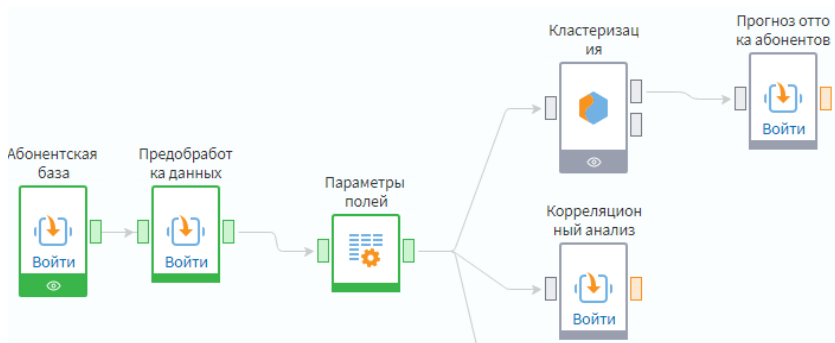 Абонентская
база
Войти
Предобработ
ка данных
Войти
Параметры
полей
Кластеризац
ия
Прогноз отто
ка абонентов
Войти
Корреляцион
ный анализ
Войти